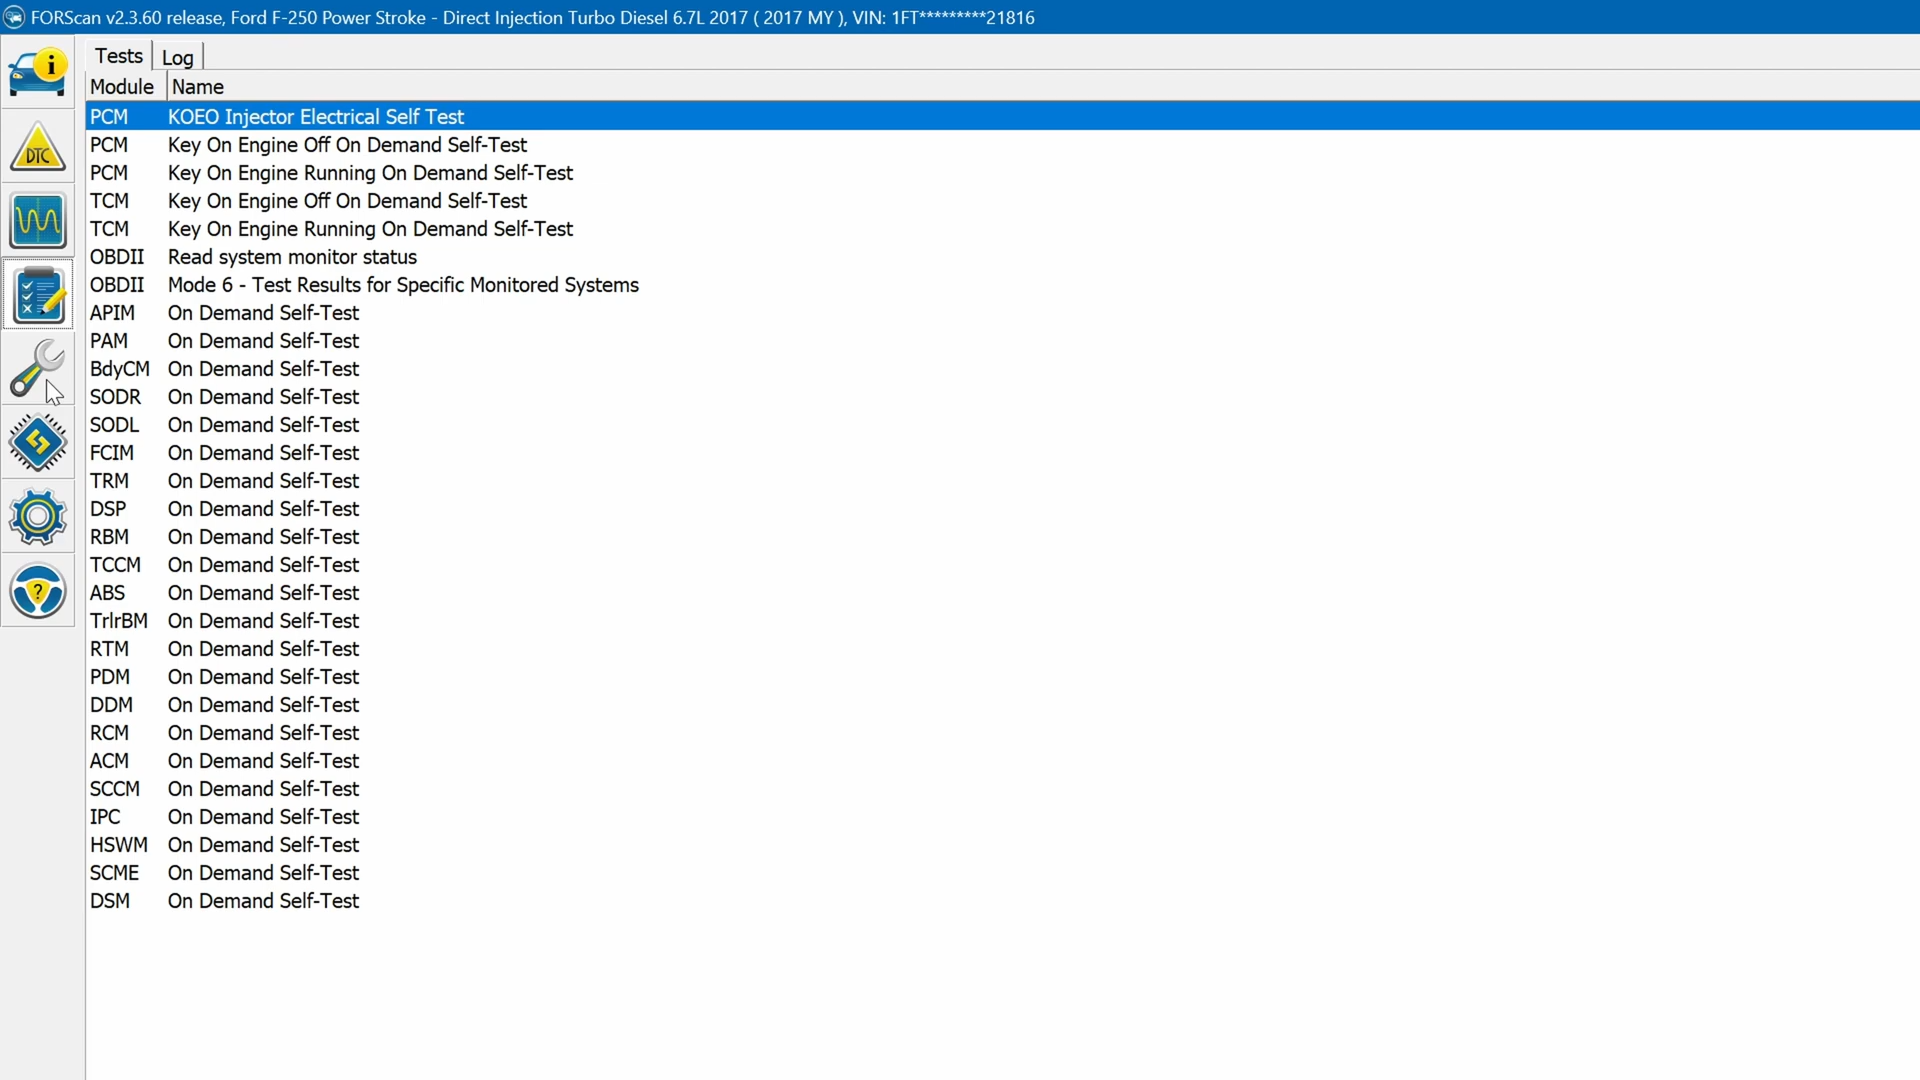 FORScan v2.3.60 release, Ford F-250 Power Stroke - Direct Injection Turbo Diesel 6.7L 2017 ( 2017 MY ), VIN: 1FT*********21816
Tests Log
Module Name
PCM KOEO Injector Electrical Self Test
PCM Key On Engine Off On Demand Self-Test
PCM Key On Engine Running On Demand Self-Test
TCM Key On Engine Off On Demand Self-Test
TCM Key On Engine Running On Demand Self-Test
OBDII Read system monitor status
OBDII Mode 6 - Test Results for Specific Monitored Systems
APIM On Demand Self-Test
PAM On Demand Self-Test
BdyCM On Demand Self-Test
SODR On Demand Self-Test
SODL On Demand Self-Test
FCIM On Demand Self-Test
TRM On Demand Self-Test
DSP On Demand Self-Test
RBM On Demand Self-Test
TCCM On Demand Self-Test
ABS On Demand Self-Test
TrlrBM On Demand Self-Test
RTM On Demand Self-Test
PDM On Demand Self-Test
DDM On Demand Self-Test
RCM On Demand Self-Test
ACM On Demand Self-Test
SCCM On Demand Self-Test
IPC On Demand Self-Test
HSWM On Demand Self-Test
SCME On Demand Self-Test
DSM On Demand Self-Test
i
DTC
?